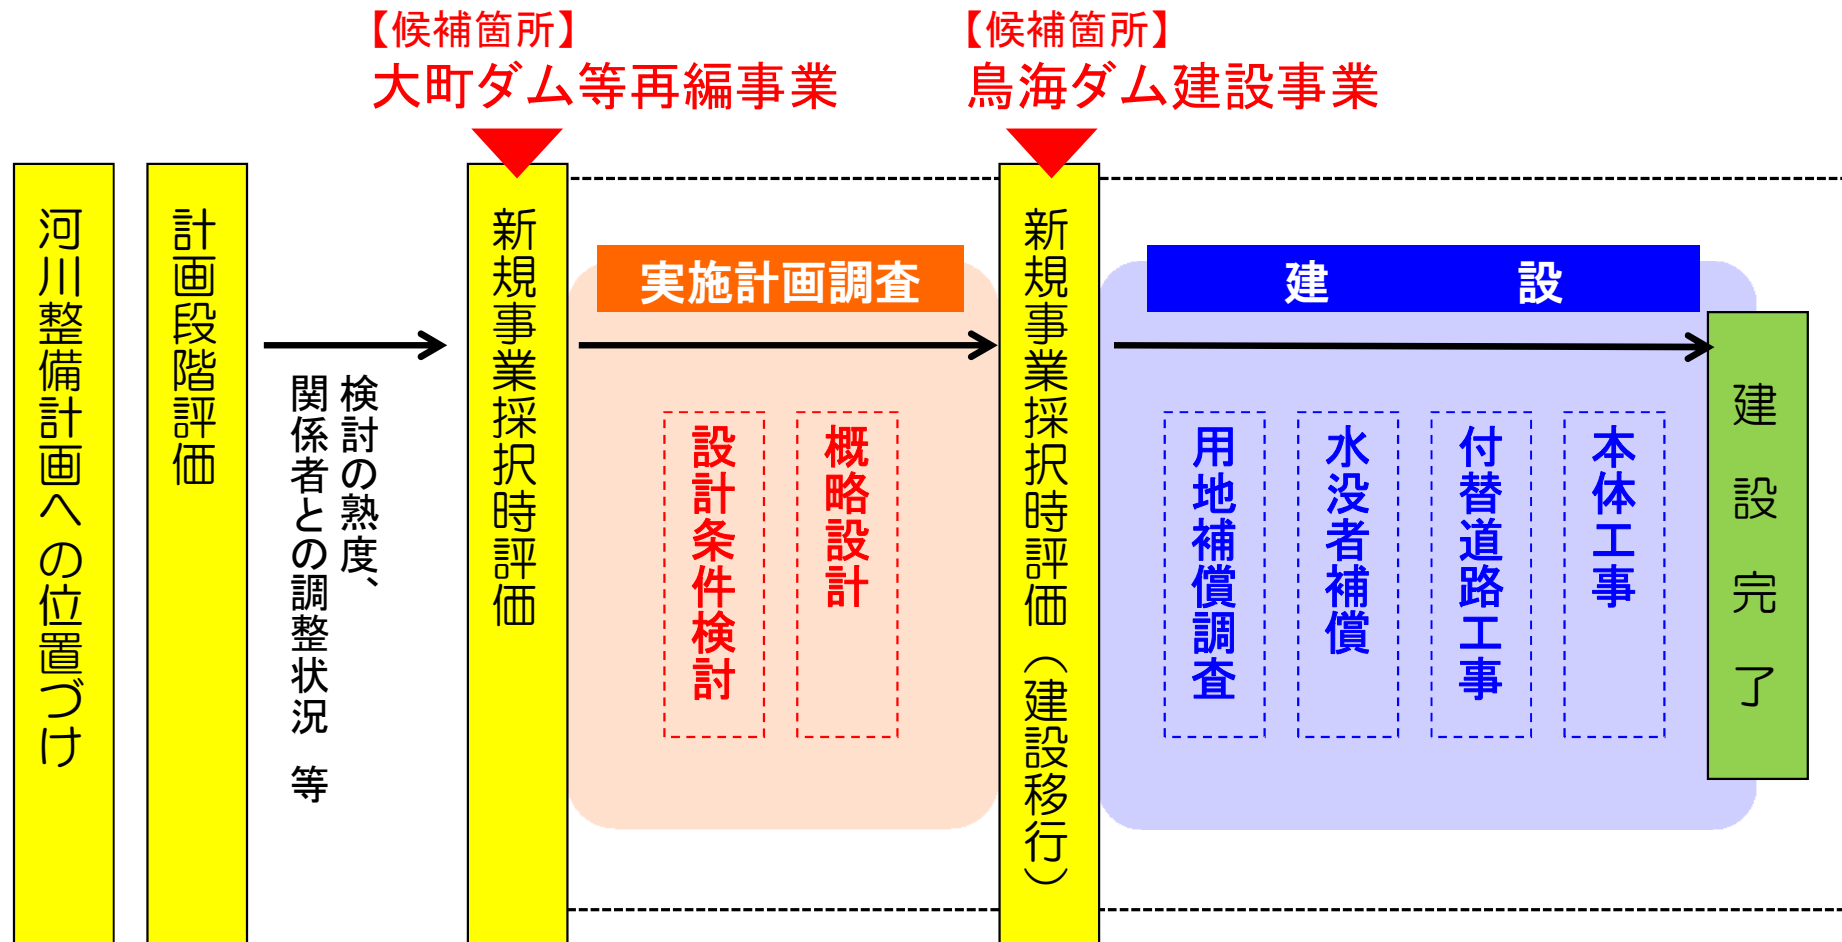 【候補箇所】
大町ダム等再編事業
【候補箇所】
鳥海ダム建設事業
河川整備計画への位置づけ
計画段階評価
検討の熟度、
関係者との調整状況　等
新規事業採択時評価
実施計画調査
設計条件検討
概略設計
新規事業採択時評価（建設移行）
建　設
用地補償調査
水没者補償
付替道路工事
本体工事
建設完了